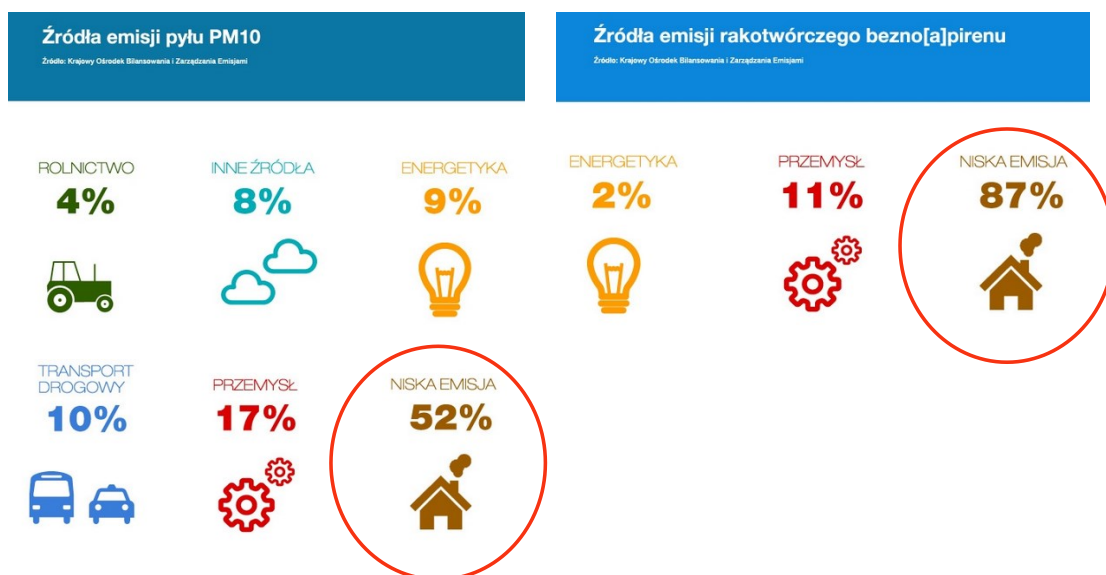 Źródła emisji pyłu PM10
Źródło: Krajowy Ośrodek Bilansowania i Zarządzania Emisjami
ROLNICTWO
4%
INNE ŹRÓDŁA
8%
ENERGETYKA
9%
TRANSPORT
DROGOWY
10%
PRZEMYSŁ
17%
NISKA EMISJA
52%
Źródła emisji rakotwórczego bezno[a]pirenu
Źródło: Krajowy Ośrodek Bilansowania i Zarządzania Emisjami
ENERGETYKA
2%
PRZEMYSŁ
11%
NISKA EMISJA
87%